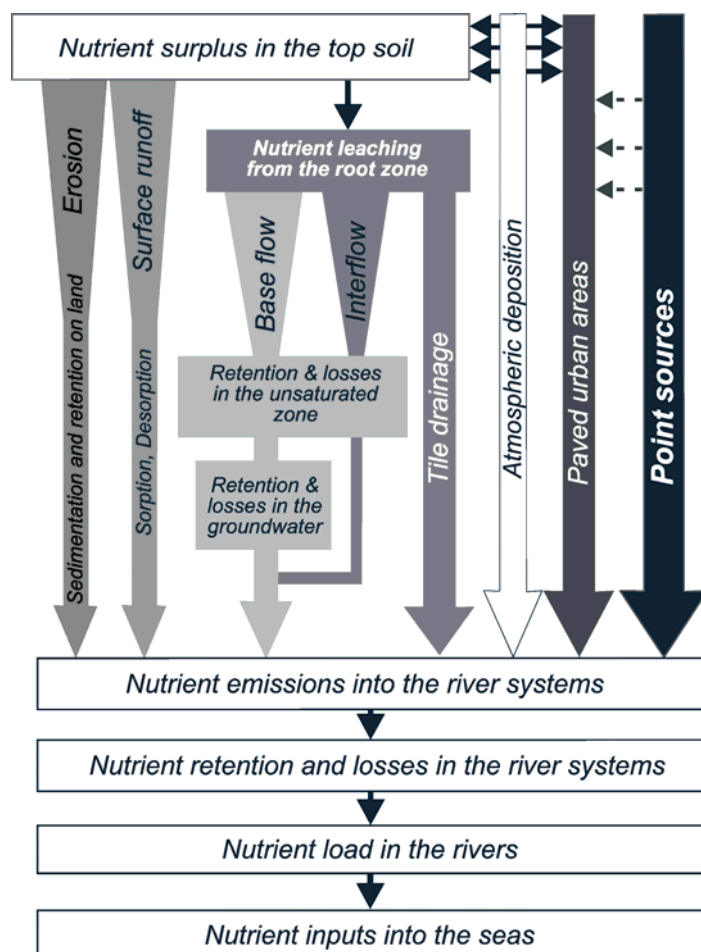 Nutrient surplus in the top soil
Erosion
Sedimentation and retention on land
Surface runoff
Sorption, Desorption
Nutrient leaching
from the root zone
Base flow
Interflow
Retention & losses
in the unsaturated
zone
Retention &
losses in the
groundwater
Tile drainage
Atmospheric deposition
Paved urban areas
Point sources
Nutrient emissions into the river systems
Nutrient retention and losses in the river systems
Nutrient load in the rivers
Nutrient inputs into the seas